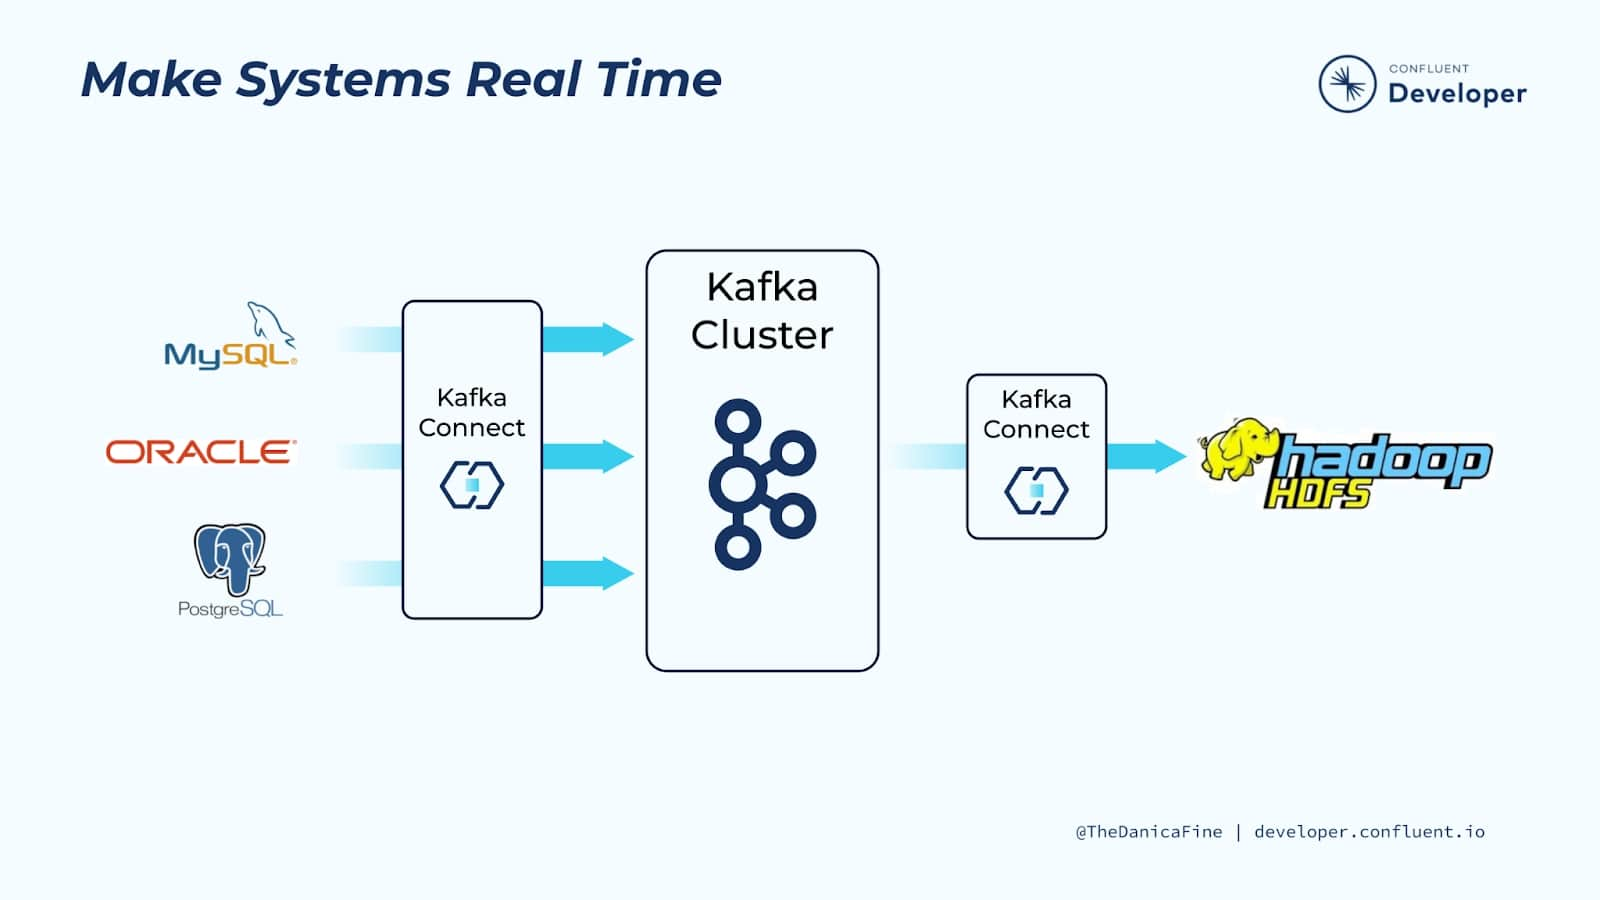 Make Systems Real Time
CONFLUENT
Developer
MySQL®
ORACLE®
PostgreSQL
Kafka
Connect
Kafka
Cluster
Kafka
Connect
hadoop
HDFS
@TheDanicaFine | developer.confluent.io